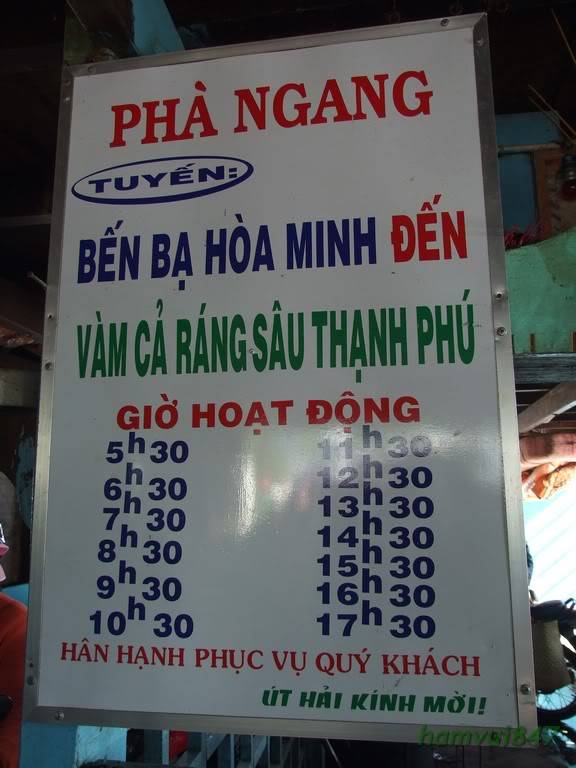 PHÀ NGANG
TUYẾN:
BẾN BẠ HÒA MINH ĐẾN
VÀM CẢ RÁNG SÂU THẠNH PHÚ
GIỜ HOẠT ĐỘNG
5h30 11h30
6h30 12h30
7h30 13h30
8h30 14h30
9h30 15h30
10h30 16h30
17h30
HÂN HẠNH PHỤC VỤ QUÝ KHÁCH
ÚT HẢI KÍNH MỜI!